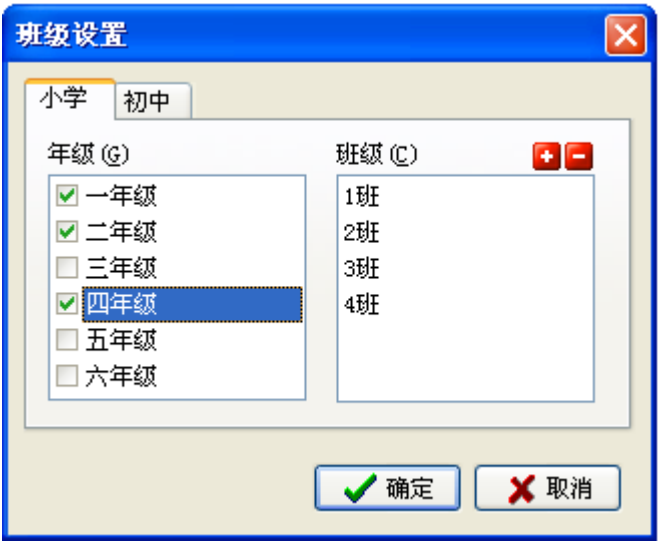 班级设置
小学 初中
年级(G)
班级(C)
一年级
二年级
三年级
四年级
五年级
六年级
1班
2班
3班
4班
确定
取消